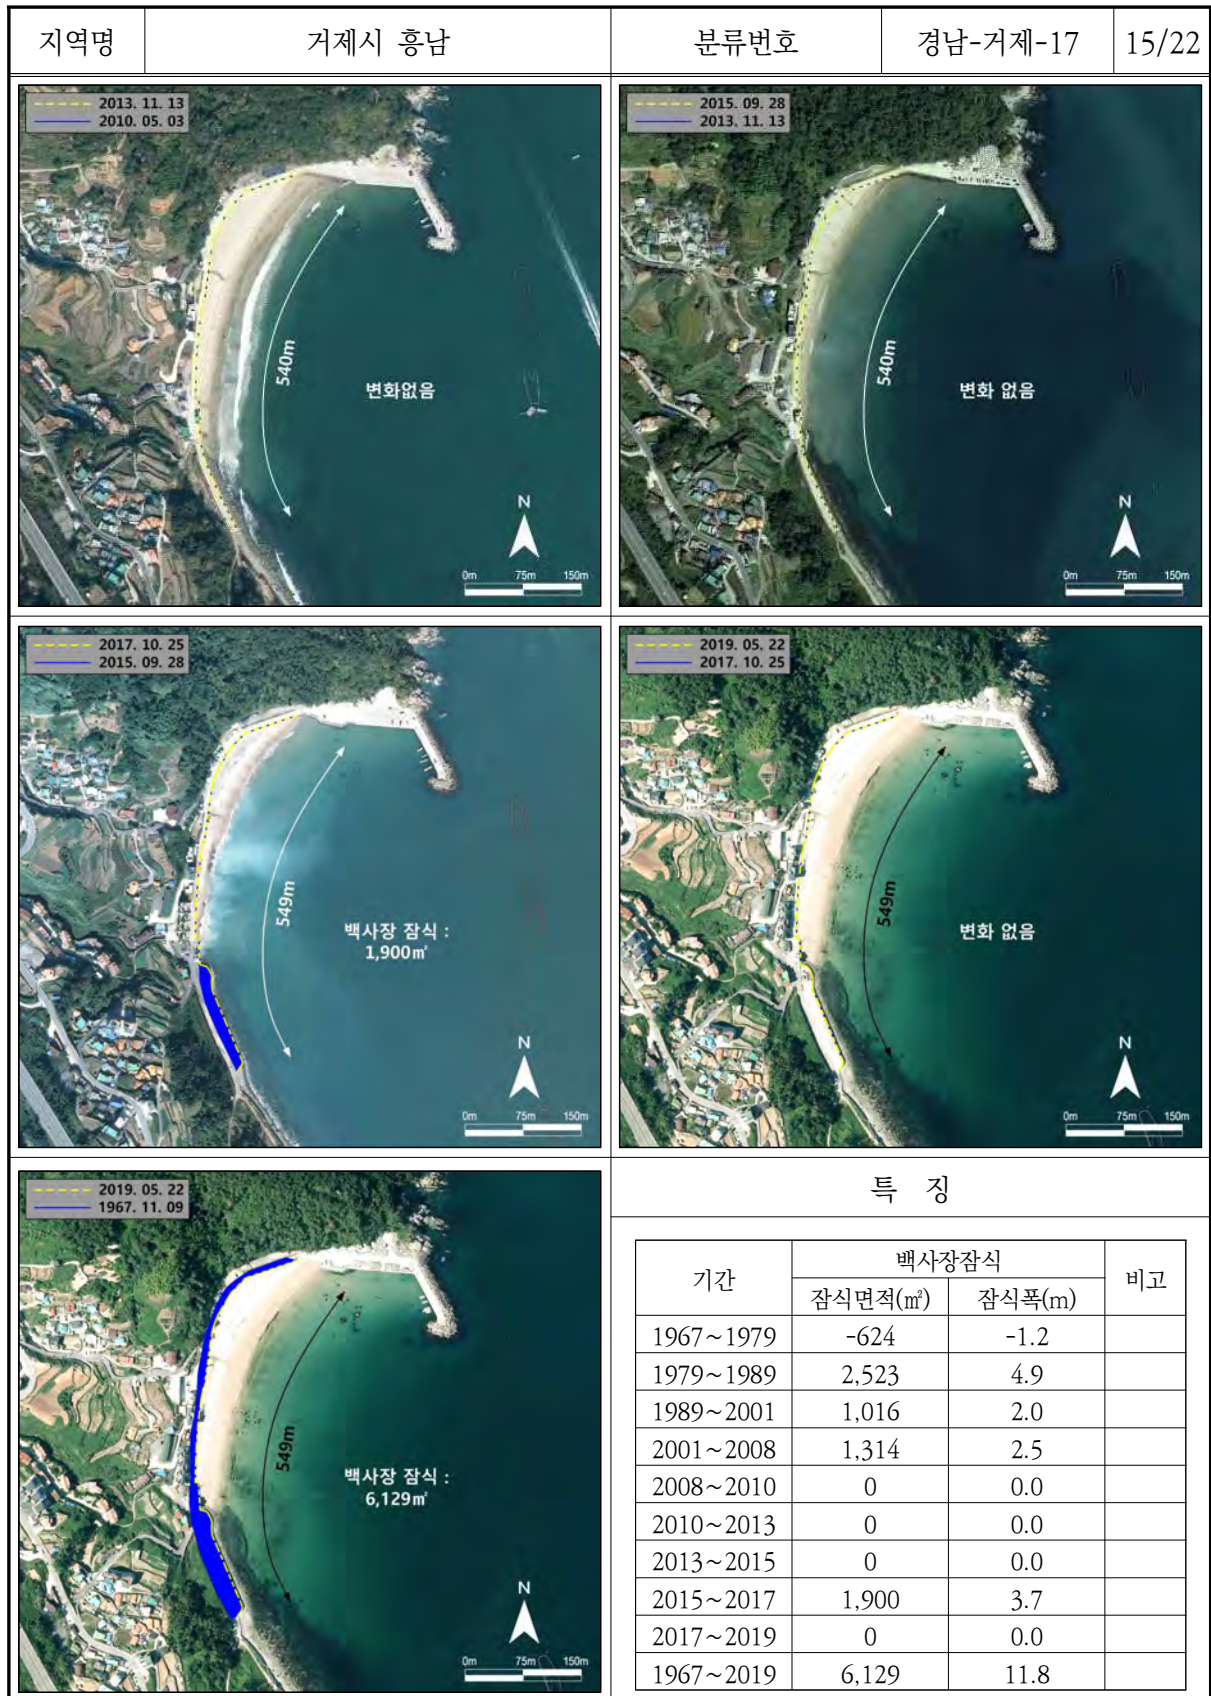 지역명 거제시 흥남 분류번호 경남-거제-17 15/22
2013. 11. 13
2010. 05. 03
540m
변화없음
N
0m 75m 150m
2015. 09. 28
2013. 11. 13
540m
변화 없음
N
0m 75m 150m
2017. 10. 25
2015. 09. 28
549m
백사장 잠식 :
1,900㎡
N
0m 75m 150m
2019. 05. 22
2017. 10. 25
549m
변화 없음
N
0m 75m 150m
2019. 05. 22
1967. 11. 09
549m
백사장 잠식 :
6,129㎡
N
0m 75m 150m
특 징
기간 백사장잠식 비고
잠식면적(㎡) 잠식폭(m)
1967~1979 -624 -1.2
1979~1989 2,523 4.9
1989~2001 1,016 2.0
2001~2008 1,314 2.5
2008~2010 0 0.0
2010~2013 0 0.0
2013~2015 0 0.0
2015~2017 1,900 3.7
2017~2019 0 0.0
1967~2019 6,129 11.8